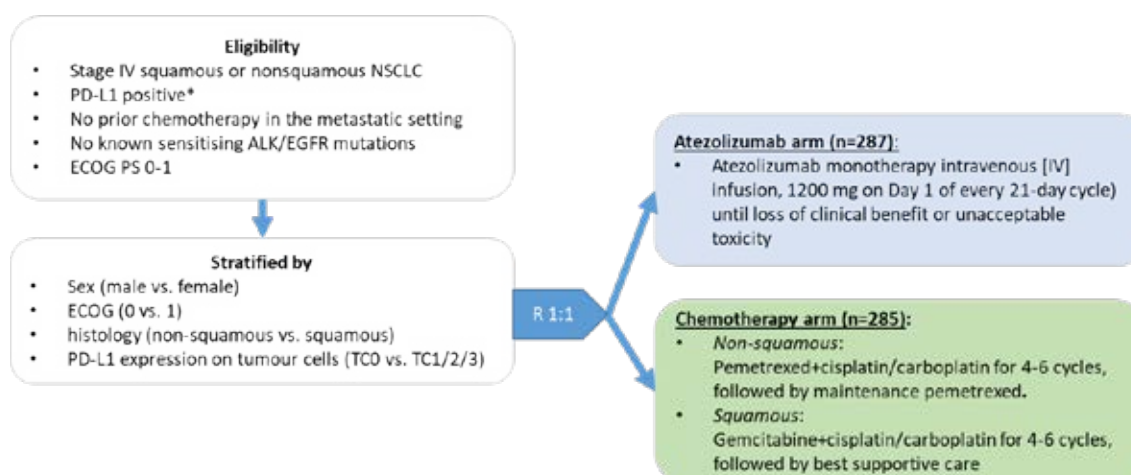 Eligibility
• Stage IV squamous or nonsquamous NSCLC
• PD-L1 positive*
• No prior chemotherapy in the metastatic setting
• No known sensitising ALK/EGFR mutations
• ECOG PS 0-1
Stratified by
• Sex (male vs. female)
• ECOG (0 vs. 1)
• histology (non-squamous vs. squamous)
• PD-L1 expression on tumour cells (TC0 vs. TC1/2/3)
R 1:1
Atezolizumab arm (n=287):
• Atezolizumab monotherapy intravenous [IV]
infusion, 1200 mg on Day 1 of every 21-day cycle)
until loss of clinical benefit or unacceptable
toxicity
Chemotherapy arm (n=285):
• Non-squamous:
Pemetrexed+cisplatin/carboplatin for 4-6 cycles,
followed by maintenance pemetrexed.
• Squamous:
Gemcitabine+cisplatin/carboplatin for 4-6 cycles,
followed by best supportive care